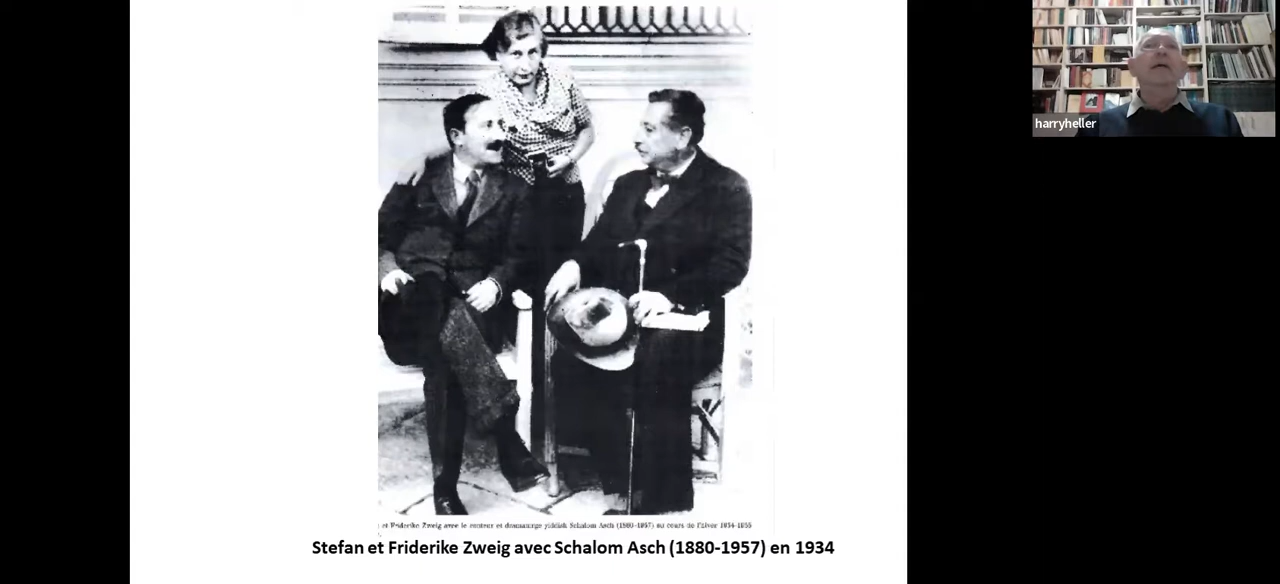 harryheller
et Friderike Zweig avec le conteur et dramaturge yiddish Schalom Asch (1880-1957) au cours de l'hiver 1934-1935
Stefan et Friderike Zweig avec Schalom Asch (1880-1957) en 1934